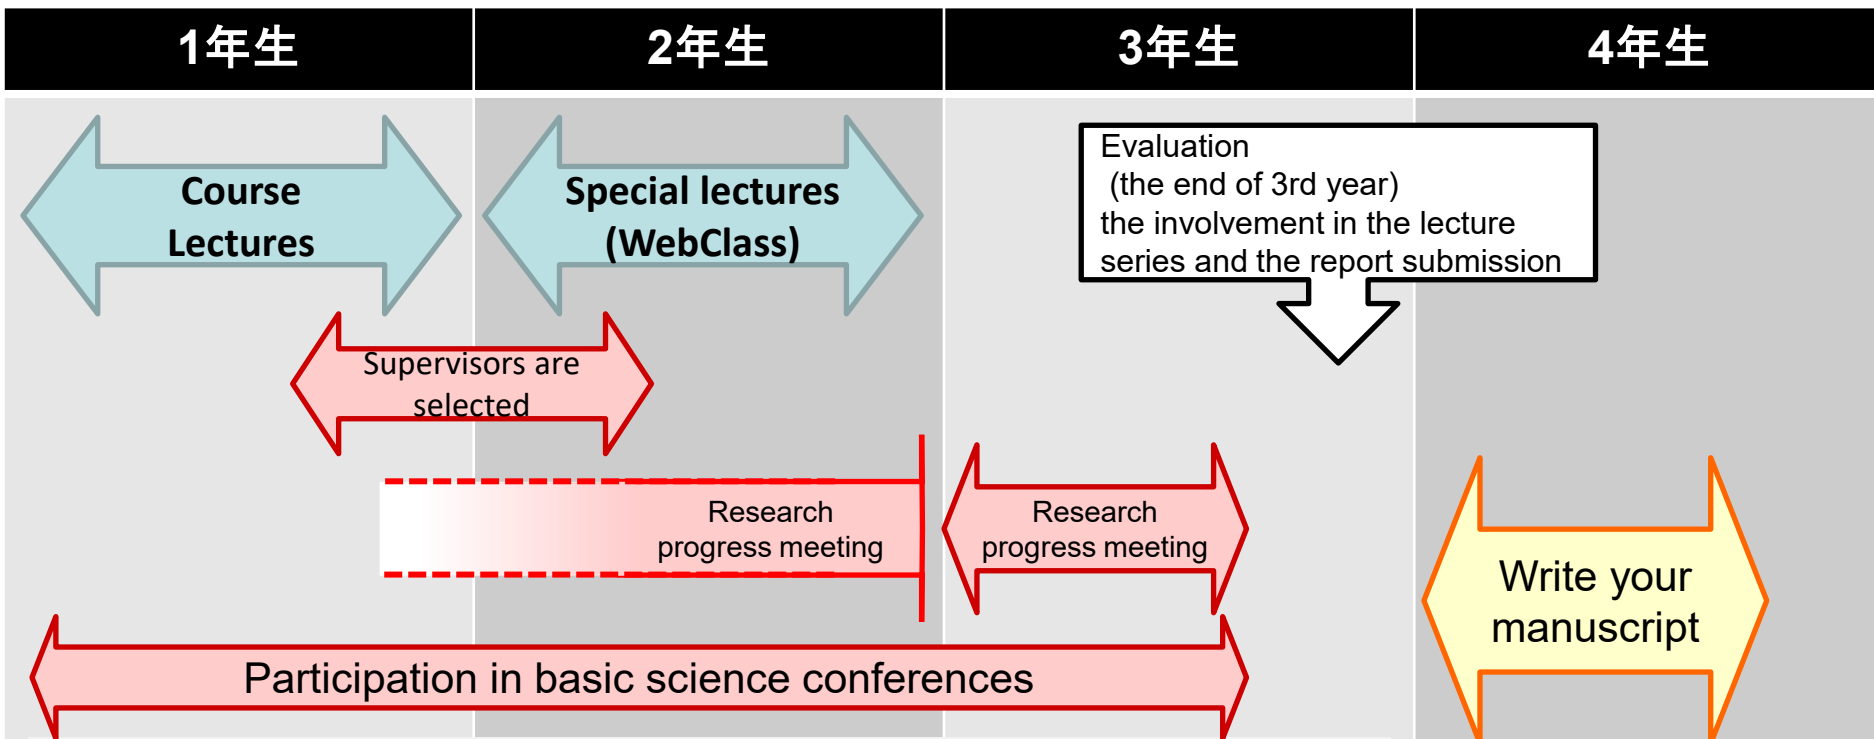 1年生
2年生
3年生
4年生
Course
Lectures
Special lectures
(WebClass)
Evaluation
(the end of 3rd year)
the involvement in the lecture
series and the report submission
Supervisors are
selected
Research
progress meeting
Research
progress meeting
Write your
manuscript
Participation in basic science conferences